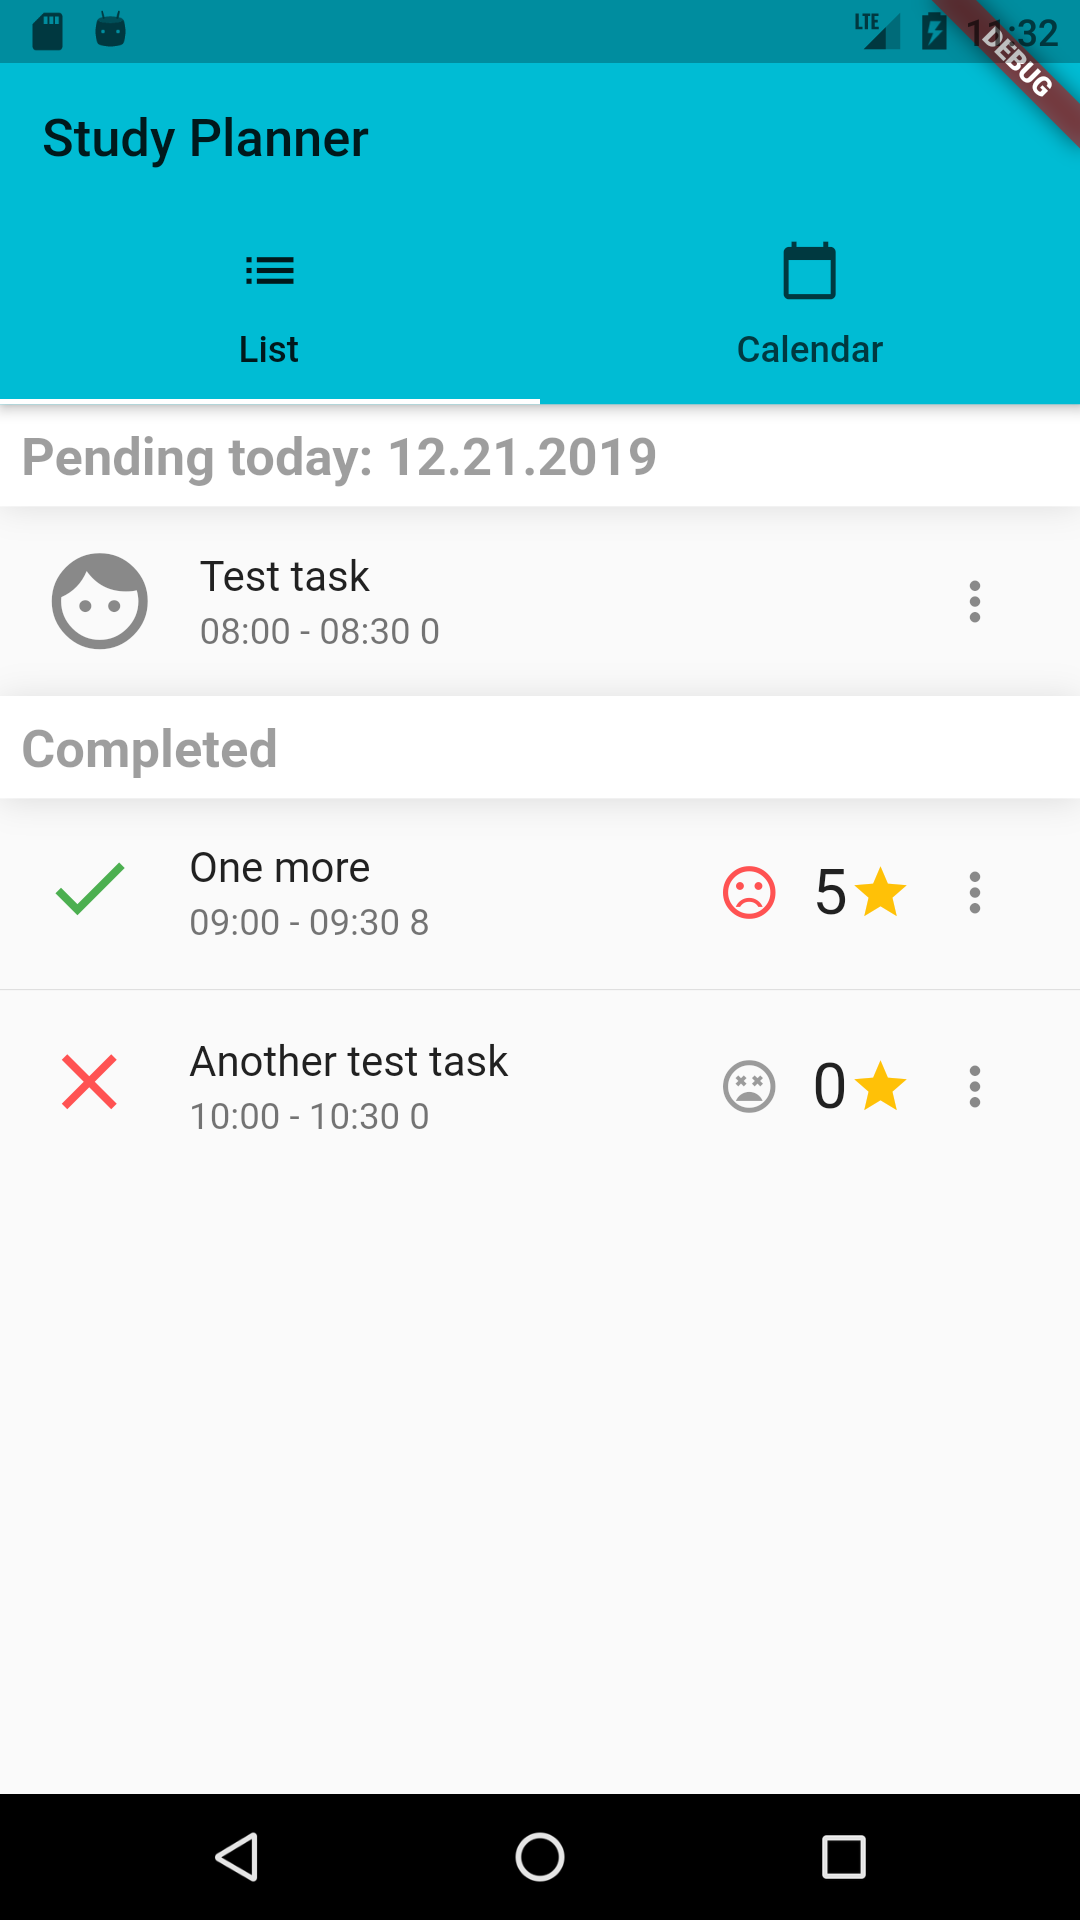 LTE 11:32
DEBUG
Study Planner
List
Calendar
Pending today: 12.21.2019
Test task
08:00 - 08:30 0
Completed
One more
09:00 - 09:30 8
5
Another test task
10:00 - 10:30 0
0